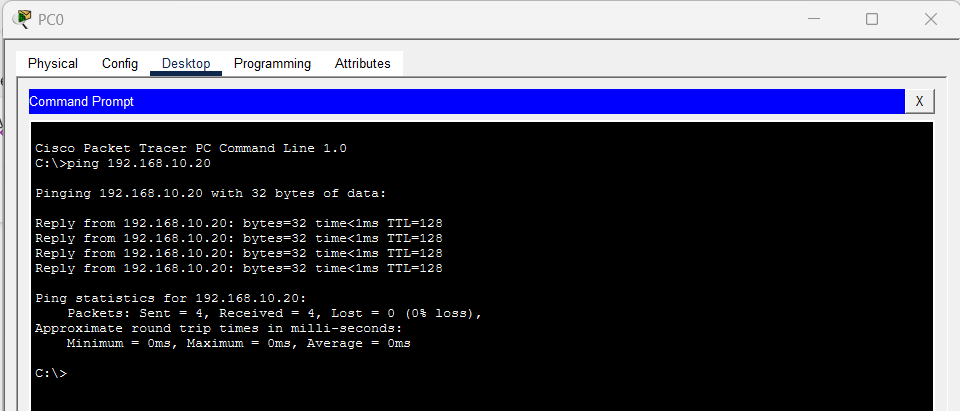 PC0
Physical Config Desktop Programming Attributes
Command Prompt X
Cisco Packet Tracer PC Command Line 1.0
C:\>ping 192.168.10.20
Pinging 192.168.10.20 with 32 bytes of data:
Reply from 192.168.10.20: bytes=32 time<1ms TTL=128
Reply from 192.168.10.20: bytes=32 time<1ms TTL=128
Reply from 192.168.10.20: bytes=32 time<1ms TTL=128
Reply from 192.168.10.20: bytes=32 time<1ms TTL=128
Ping statistics for 192.168.10.20:
    Packets: Sent = 4, Received = 4, Lost = 0 (0% loss),
Approximate round trip times in milli-seconds:
    Minimum = 0ms, Maximum = 0ms, Average = 0ms
C:\>